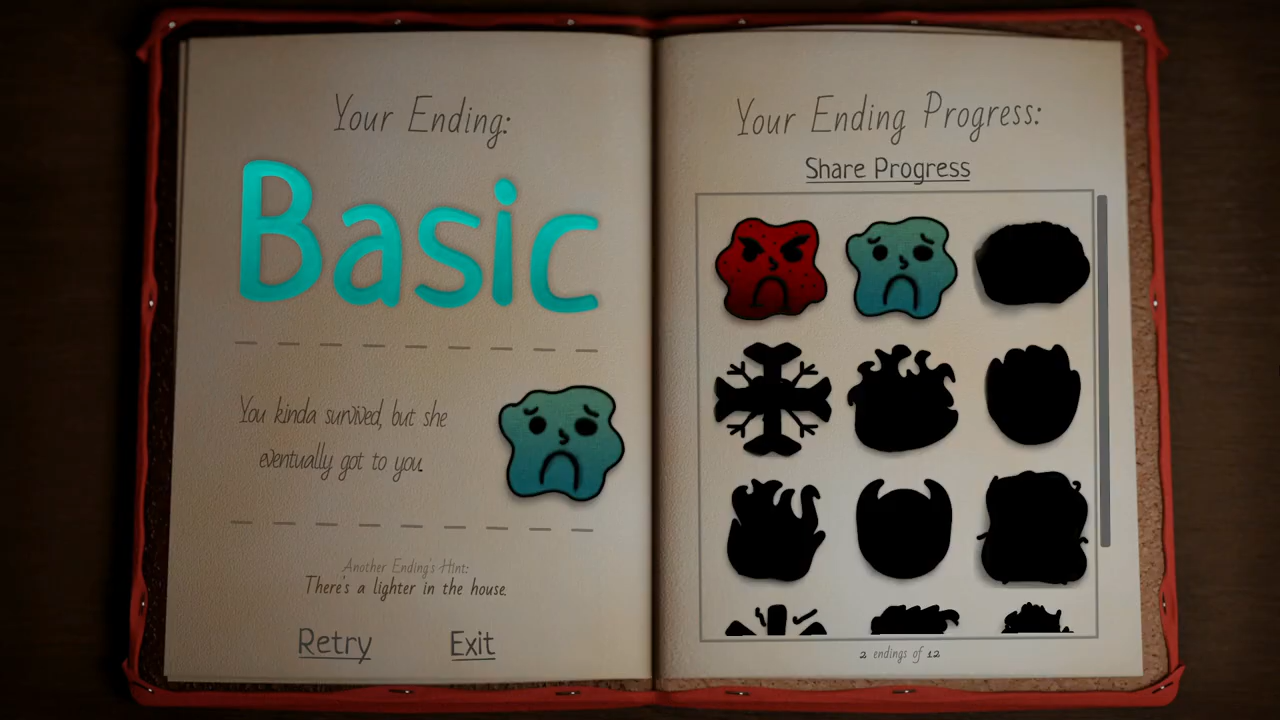 Your Ending:
Basic
You kinda survived, but she
eventually got to you.
Another Ending's Hint:
There's a lighter in the house.
Retry
Exit
Your Ending Progress:
Share Progress
2 endings of 12